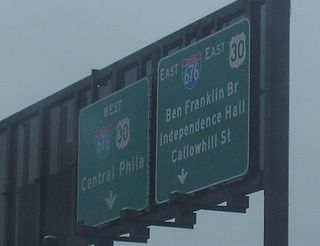 WEST
676 30
Central Phila
EAST 676 EAST 30
Ben Franklin Br
Independence Hall
Callowhill St